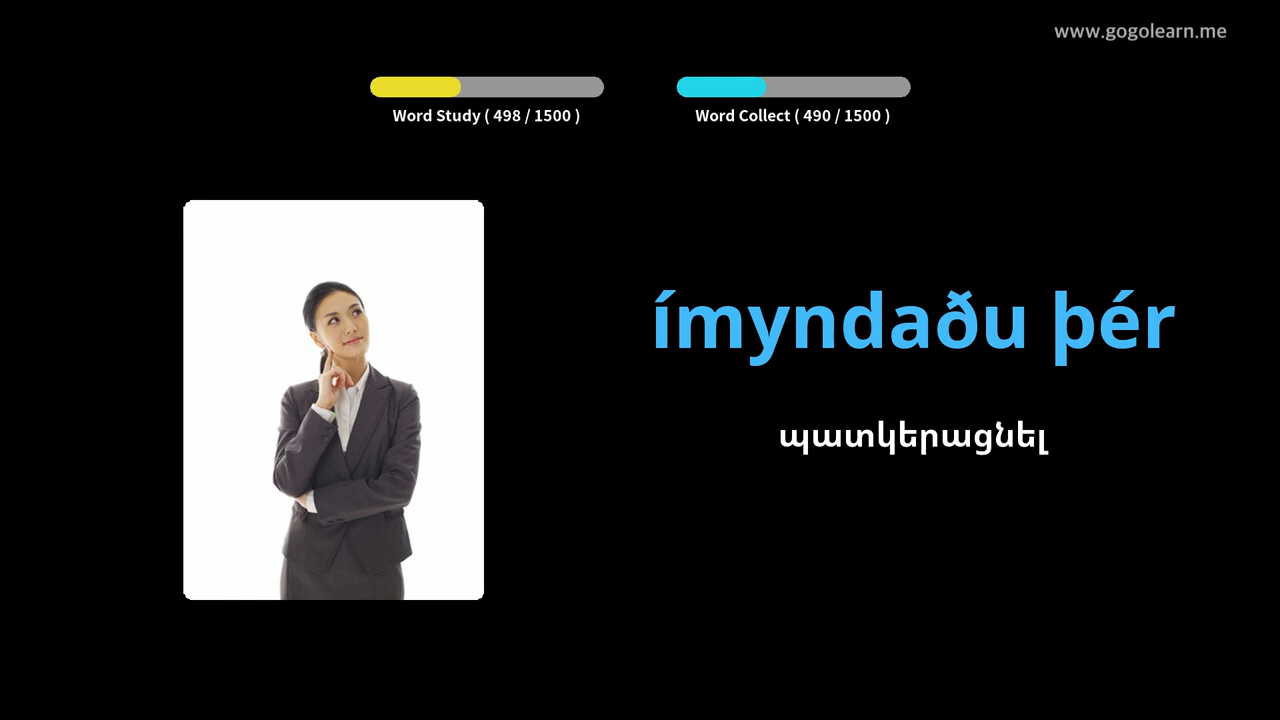 www.gogolearn.me
Word Study ( 498 / 1500 )
Word Collect ( 490 / 1500 )
ímyndaðu þér
պատկերացնել